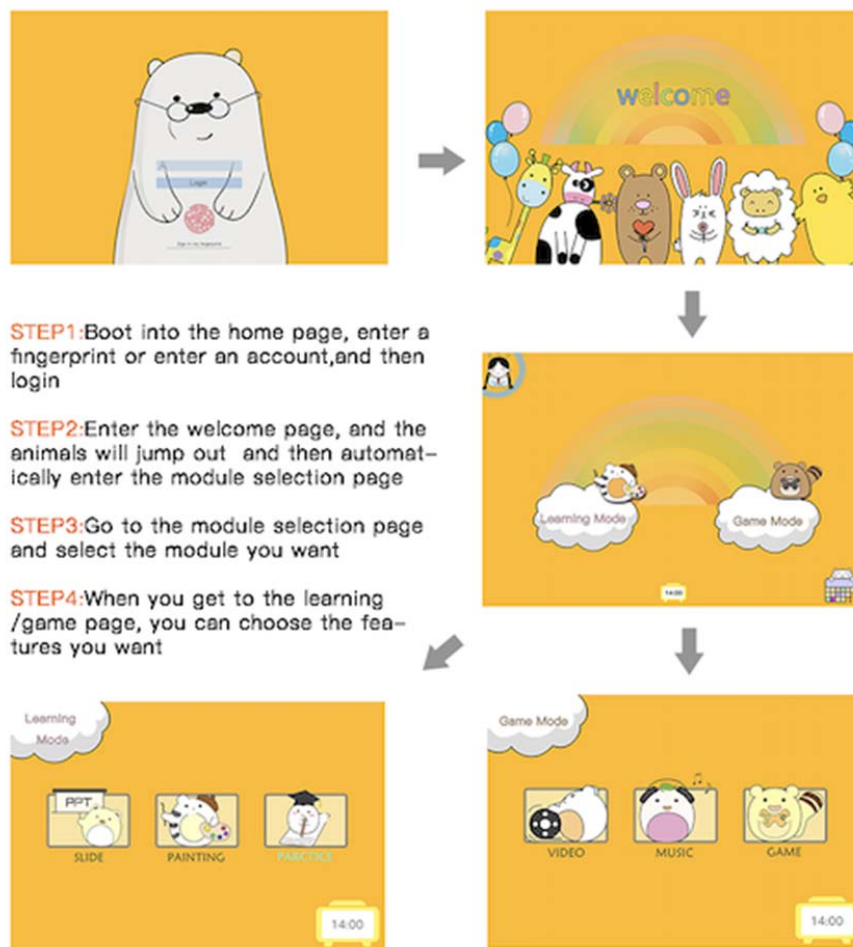 Login
Sign in my fingerprint
welcome
STEP1:Boot into the home page, enter a
fingerprint or enter an account,and then
login
STEP2:Enter the welcome page, and the
animals will jump out and then automat-
ically enter the module selection page
STEP3:Go to the module selection page
and select the module you want
STEP4:When you get to the learning
/game page, you can choose the fea-
tures you want
Learning Mode
Game Mode
14:00
Learning
Mode
PPT
SLIDE
PAINTING
PARCTICE
14:00
Game Mode
VIDEO
MUSIC
GAME
14:00